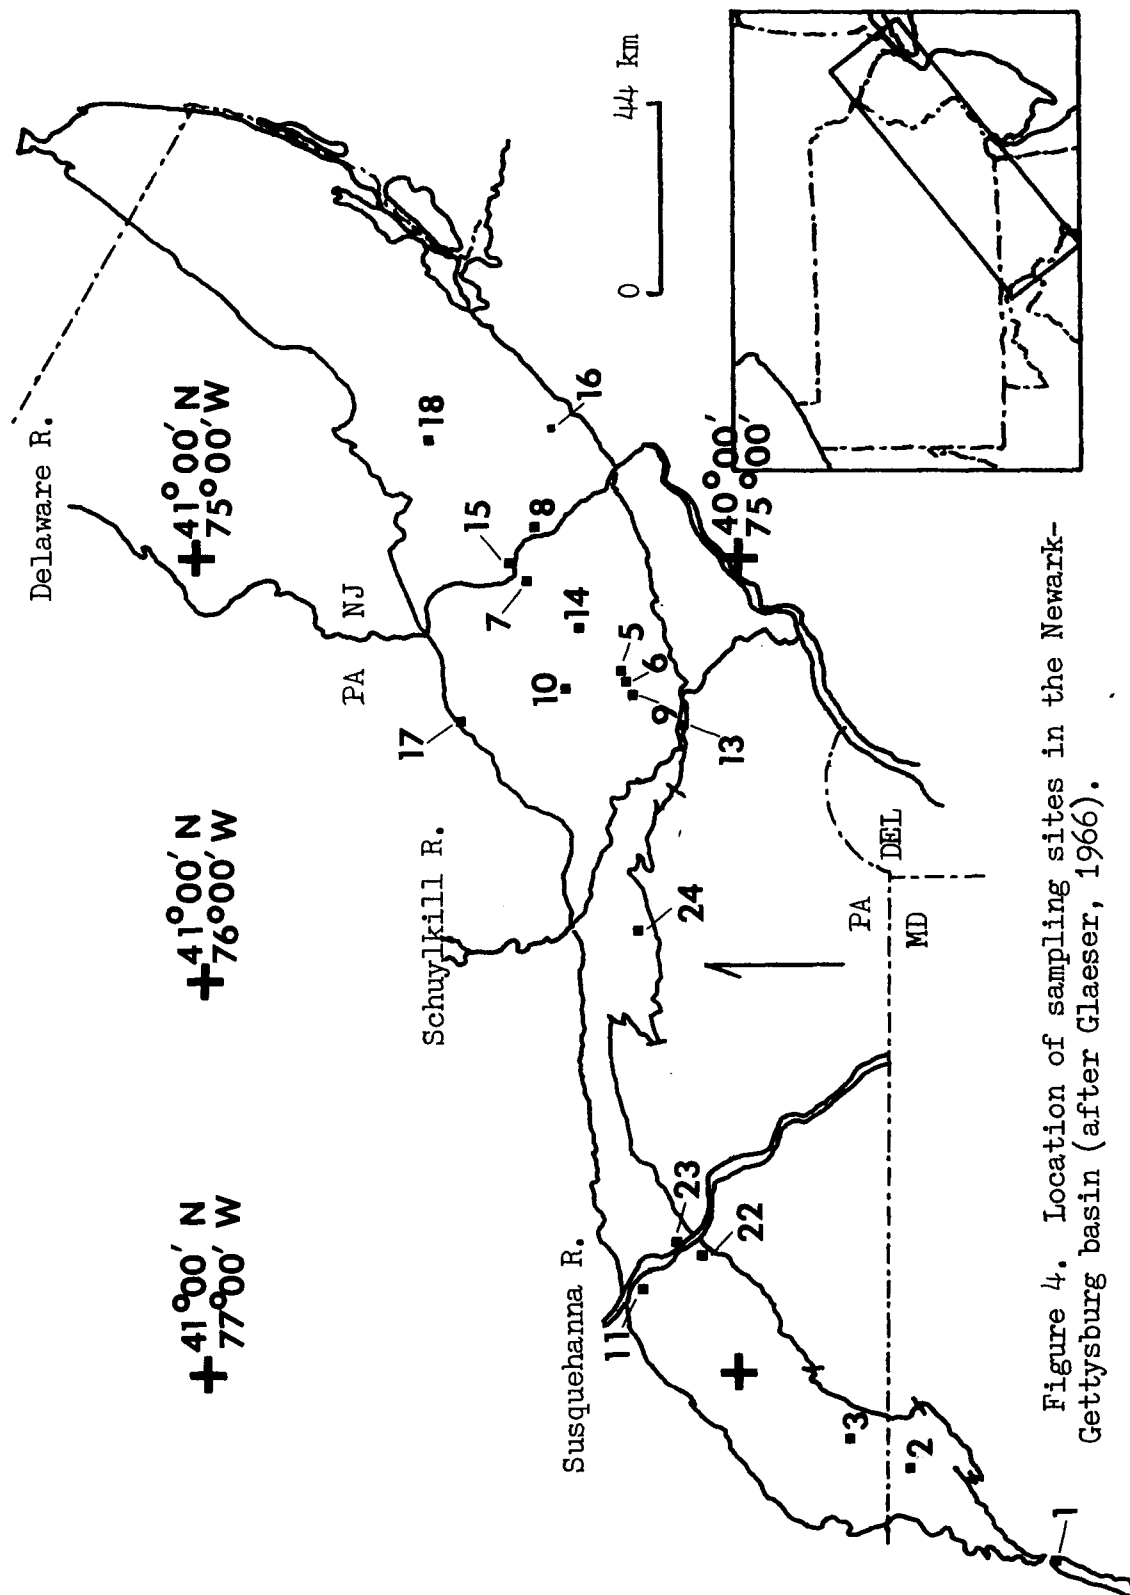 Delaware R.
41°00′ N
75°00′ W
41°00′ N
76°00′ W
41°00′ N
77°00′ W
Schuylkill R.
Susquehanna R.
PA
NJ
18
16
15
8
7
14
10
17
5
6
9
13
24
23
22
11
3
2
1
40°00′
75°00′
PA
DEL
MD
0
44 km
Figure 4. Location of sampling sites in the Newark-
Gettysburg basin (after Glaeser, 1966).